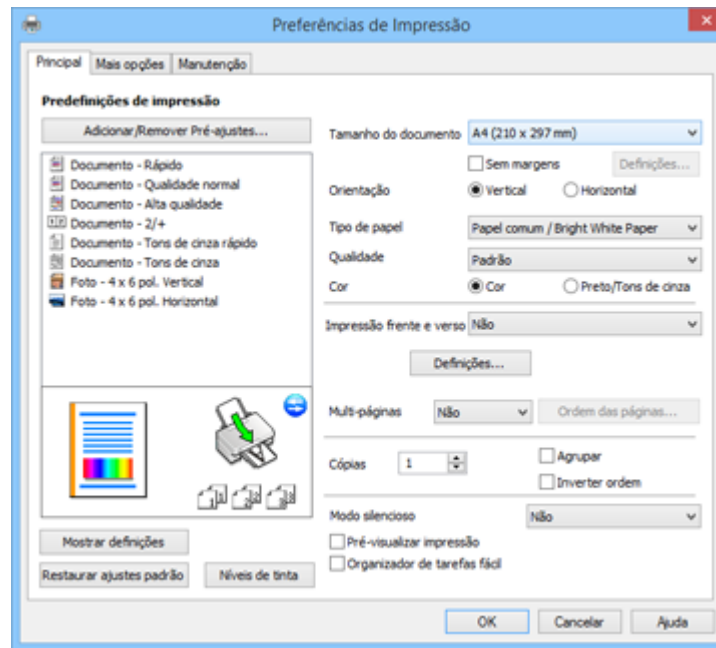 Preferências de Impressão
Principal
Mais opções
Manutenção
Predefinições de impressão
Adicionar/Remover Pré-ajustes...
Documento - Rápido
Documento - Qualidade normal
Documento - Alta qualidade
Documento - 2/+
Documento - Tons de cinza rápido
Documento - Tons de cinza
Foto - 4 x 6 pol. Vertical
Foto - 4 x 6 pol. Horizontal
Mostrar definições
Restaurar ajustes padrão
Níveis de tinta
Tamanho do documento A4 (210 x 297 mm)
Sem margens Definições...
Orientação Vertical Horizontal
Tipo de papel Papel comum / Bright White Paper
Qualidade Padrão
Cor Cor Preto/Tons de cinza
Impressão frente e verso Não
Definições...
Multi-páginas Não Ordem das páginas...
Cópias 1 Agrupar
Inverter ordem
Modo silencioso Não
Pré-visualizar impressão
Organizador de tarefas fácil
OK Cancelar Ajuda